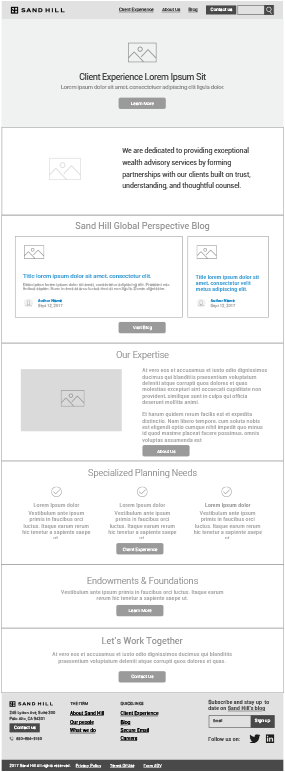 SAND HILL
Client Experience About Us Blog Contact us
Client Experience Lorem Ipsum Sit
Lorem ipsum dolor sit amet, consectetur adipiscing elit ligula dolor.
Learn More
We are dedicated to providing exceptional
wealth advisory services by forming
partnerships with our clients built on trust,
understanding, and thoughtful counsel.
Sand Hill Global Perspective Blog
Title lorem ipsum dolor sit amet, consectetur elit.
Author Name
Sept 12, 2017
Title lorem ipsum dolor
sit amet, consectetur velit
metus adipiscing elit.
Author Name
Sept 12, 2017
Visit Blog
Our Expertise
At vero eos et accusamus et iusto odio dignissimos
ducimus qui blanditiis praesentium voluptatum
deleniti atque corrupti quos dolores et quas
molestias excepturi sint occaecati cupiditate non
provident, similique sunt in culpa qui officia
deserunt mollitia animi.
Et harum quidem rerum facilis est et expedita
distinctio. Nam libero tempore, cum soluta nobis
est eligendi optio cumque nihil impedit quo minus
id quod maxime placeat facere possimus, omnis
voluptas assumenda est
About Us
Specialized Planning Needs
Lorem ipsum dolor
Vestibulum ante ipsum
primis in faucibus orci
luctus. Itaque earum rerum
hic tenetur a sapiente saepe
ut
Lorem ipsum dolor
Vestibulum ante ipsum
primis in faucibus orci
luctus. Itaque earum rerum
hic tenetur a sapiente saepe
ut
Lorem ipsum dolor
Vestibulum ante ipsum
primis in faucibus orci
luctus. Itaque earum rerum
hic tenetur a sapiente saepe
ut
Client Experience
Endowments & Foundations
Vestibulum ante ipsum primis in faucibus orci luctus. Itaque earum
rerum hic tenetur a sapiente saepe ut.
Learn More
Let's Work Together
At vero eos et accusamus et iusto odio dignissimos ducimus qui blanditiis
praesentium voluptatum deleniti atque corrupti quos dolores et quas.
Contact us
SAND HILL
245 Lytton Ave, Suite 200
Palo Alto, CA 94301
Contact us
THE FIRM
About Sand Hill
Our people
What we do
QUICKLINKS
Client Experience
Blog
Secure Email
Careers
Subscribe and stay up to
date on Sand Hill's blog
Email Sign up
Follow us on:
2017 Sand Hill All rights reserved. Privacy Policy Terms Of Use Form ADV